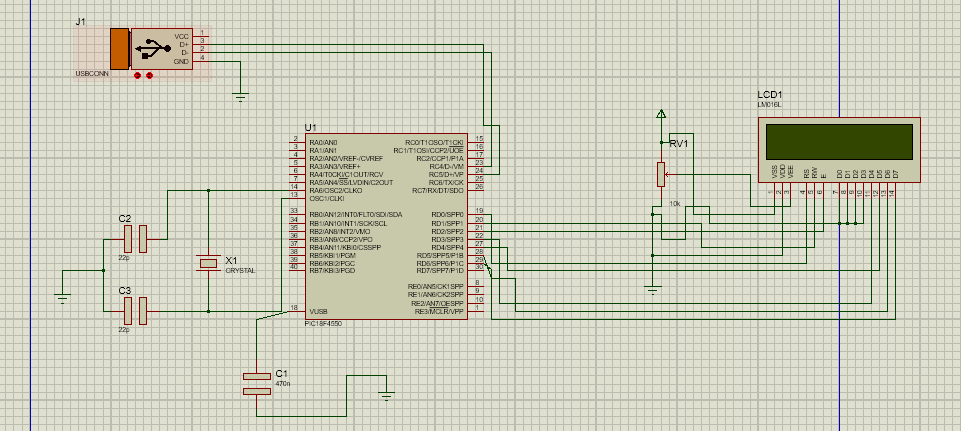 J1
VCC 1
D+ 3
D- 2
GND 4
USBCONN
U1
2 RA0/AN0
3 RA1/AN1
4 RA2/AN2/VREF-/CVREF
5 RA3/AN3/VREF+
6 RA4/T0CKI/C1OUT/RCV
7 RA5/AN4/SS/LVDIN/C2OUT
14 RA6/OSC2/CLKO
13 OSC1/CLKI
33 RB0/AN12/INT0/FLT0/SDI/SDA
34 RB1/AN10/INT1/SCK/SCL
35 RB2/AN8/INT2/VMO
36 RB3/AN9/CCP2/VPO
37 RB4/AN11/KBI0/CSSPP
38 RB5/KBI1/PGM
39 RB6/KBI2/PGC
40 RB7/KBI3/PGD
18 VUSB
RC0/T1OSO/T1CKI 15
RC1/T1OSI/CCP2/UOE 16
RC2/CCP1/P1A 17
RC4/D-/VM 23
RC5/D+/VP 24
RC6/TX/CK 25
RC7/RX/DT/SDO 26
RD0/SPP0 19
RD1/SPP1 20
RD2/SPP2 21
RD3/SPP3 22
RD4/SPP4 27
RD5/SPP5/P1B 28
RD6/SPP6/P1C 29
RD7/SPP7/P1D 30
RE0/AN5/CK1SPP 8
RE1/AN6/CK2SPP 9
RE2/AN7/OESPP 10
RE3/MCLR/VPP 1
PIC18F4550
C2
22p
C3
22p
X1
CRYSTAL
C1
470n
RV1
10k
LCD1
LM016L
VSS VDD VEE RS RW E D0 D1 D2 D3 D4 D5 D6 D7
1 2 3 4 5 6 7 8 9 10 11 12 13 14